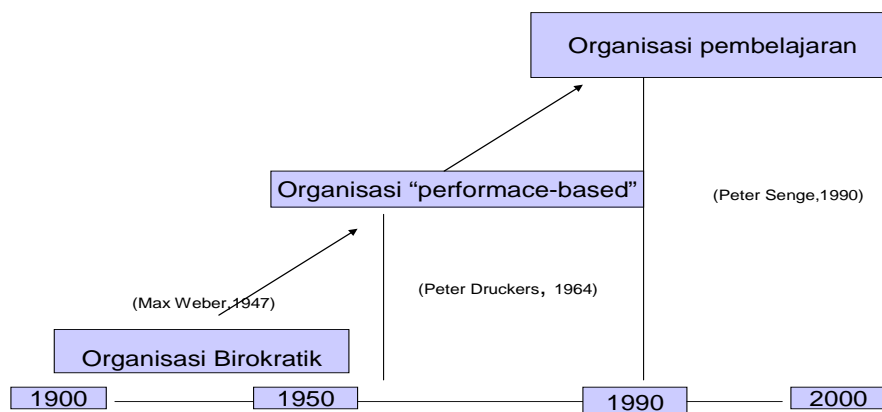 Organisasi pembelajaran
Organisasi “performace-based”
(Peter Senge,1990)
(Peter Druckers, 1964)
(Max Weber,1947)
Organisasi Birokratik
1900
1950
1990
2000